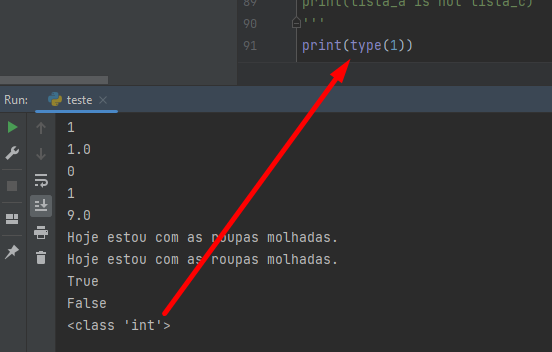 89 print(lista_a is not lista_c)
90 '''
91 print(type(1))
Run: teste
1
1.0
0
1
9.0
Hoje estou com as roupas molhadas.
Hoje estou com as roupas molhadas.
True
False
<class 'int'>